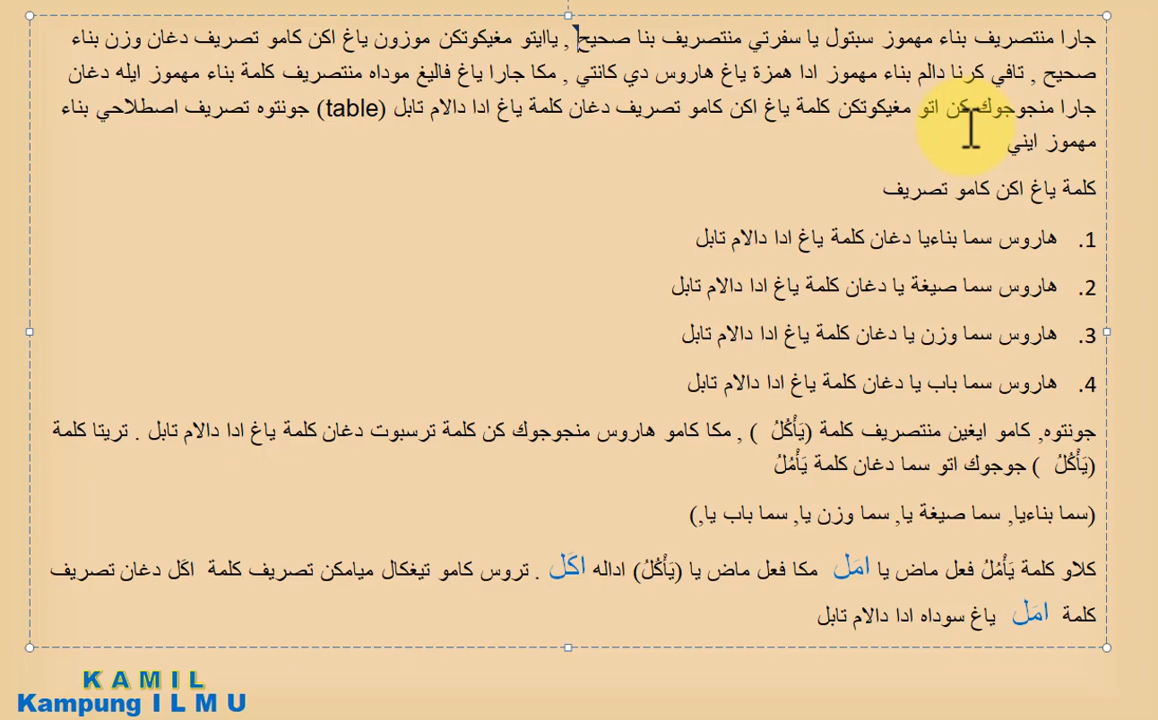 جارا منتصريف بناء مهموز سبتول يا سفرتي منتصريف بنا صحيح , ياايتو مغيكوتكن موزون ياغ اكن كامو تصريف دغان وزن بناء
صحيح , تافي كرنا دالم بناء مهموز ادا همزة ياغ هاروس دي كانتي , مكا جارا ياغ فاليغ موداه منتصريف كلمة بناء مهموز ايله دغان
جارا منجوجوك كن اتو مغيكوتكن كلمة ياغ اكن كامو تصريف دغان كلمة ياغ ادا دالام تابل (table) جونتوه تصريف اصطلاحي بناء
مهموز ايني
كلمة ياغ اكن كامو تصريف
1. هاروس سما بناءيا دغان كلمة ياغ ادا دالام تابل
2. هاروس سما صيغة يا دغان كلمة ياغ ادا دالام تابل
3. هاروس سما وزن يا دغان كلمة ياغ ادا دالام تابل
4. هاروس سما باب يا دغان كلمة ياغ ادا دالام تابل
جونتوه, كامو ايغين منتصريف كلمة (يَأْكُلُ ) , مكا كامو هاروس منجوجوك كن كلمة ترسبوت دغان كلمة ياغ ادا دالام تابل . تريتا كلمة
(يَأْكُلُ ) جوجوك اتو سما دغان كلمة يَأْمُلُ
(سما بناءيا, سما صيغة يا, سما وزن يا, سما باب يا,)
كلاو كلمة يَأْمُلُ فعل ماض يا امَل مكا فعل ماض يا (يَأْكُلُ) اداله اكَل . تروس كامو تيغكال ميامكن تصريف كلمة اكَل دغان تصريف
كلمة امَل ياغ سوداه ادا دالام تابل
KAMIL
Kampung ILMU